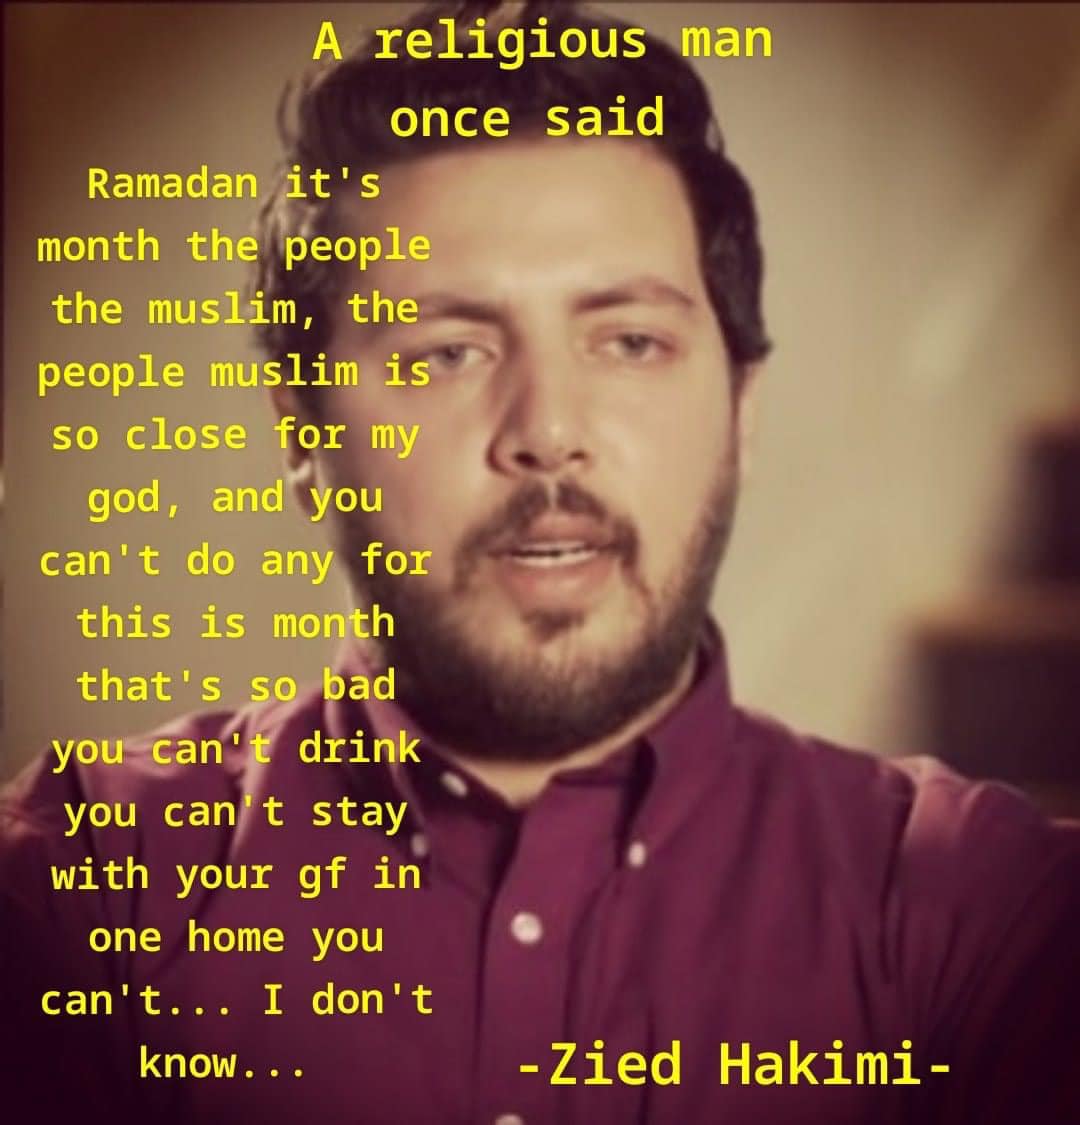 A religious man
once said
Ramadan it's
month the people
the muslim, the
people muslim is
so close for my
god, and you
can't do any for
this is month
that's so bad
you can't drink
you can't stay
with your gf in
one home you
can't... I don't
know...
-Zied Hakimi-